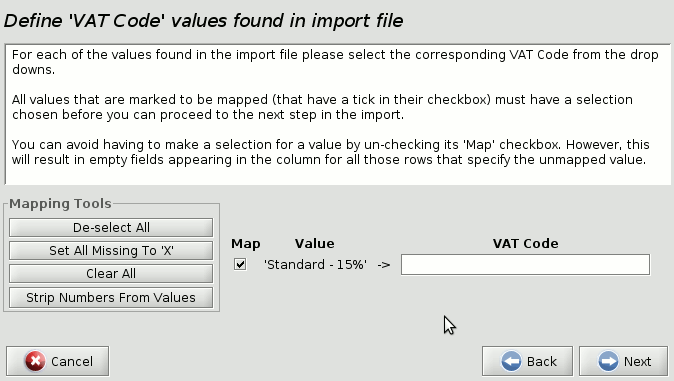 Define 'VAT Code' values found in import file
For each of the values found in the import file please select the corresponding VAT Code from the drop
downs.
All values that are marked to be mapped (that have a tick in their checkbox) must have a selection
chosen before you can proceed to the next step in the import.
You can avoid having to make a selection for a value by un-checking its 'Map' checkbox. However, this
will result in empty fields appearing in the column for all those rows that specify the unmapped value.
Mapping Tools
De-select All
Set All Missing To 'X'
Clear All
Strip Numbers From Values
Map Value VAT Code
'Standard - 15%' ->
Cancel Back Next